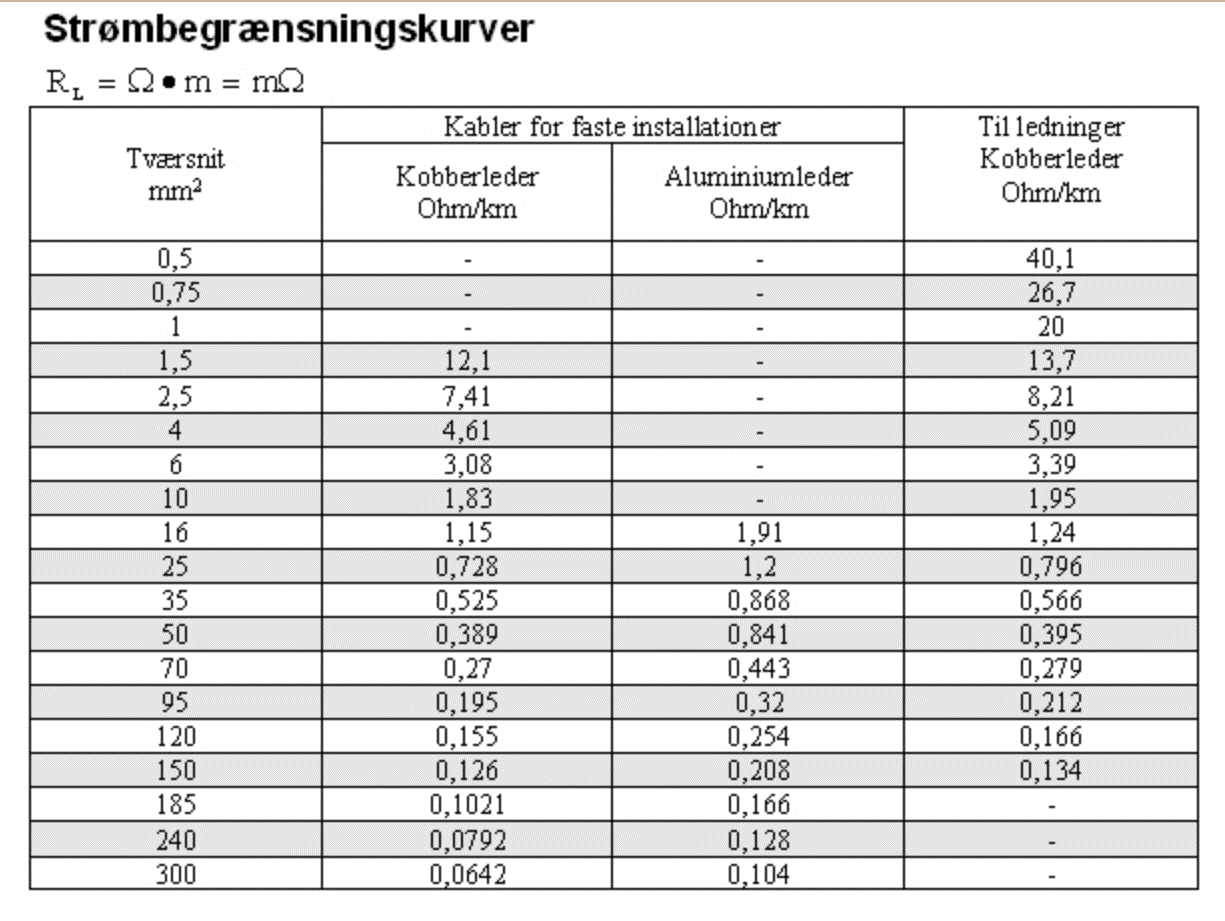 Strømbegrænsningskurver
R_L = Ω • m = mΩ
Tværsnit mm² | Kabler for faste installationer | Til ledninger Kobberleder Ohm/km
Kobberleder Ohm/km | Aluminiumleder Ohm/km
0,5 | - | - | 40,1
0,75 | - | - | 26,7
1 | - | - | 20
1,5 | 12,1 | - | 13,7
2,5 | 7,41 | - | 8,21
4 | 4,61 | - | 5,09
6 | 3,08 | - | 3,39
10 | 1,83 | - | 1,95
16 | 1,15 | 1,91 | 1,24
25 | 0,728 | 1,2 | 0,796
35 | 0,525 | 0,868 | 0,566
50 | 0,389 | 0,841 | 0,395
70 | 0,27 | 0,443 | 0,279
95 | 0,195 | 0,32 | 0,212
120 | 0,155 | 0,254 | 0,166
150 | 0,126 | 0,208 | 0,134
185 | 0,1021 | 0,166 | -
240 | 0,0792 | 0,128 | -
300 | 0,0642 | 0,104 | -